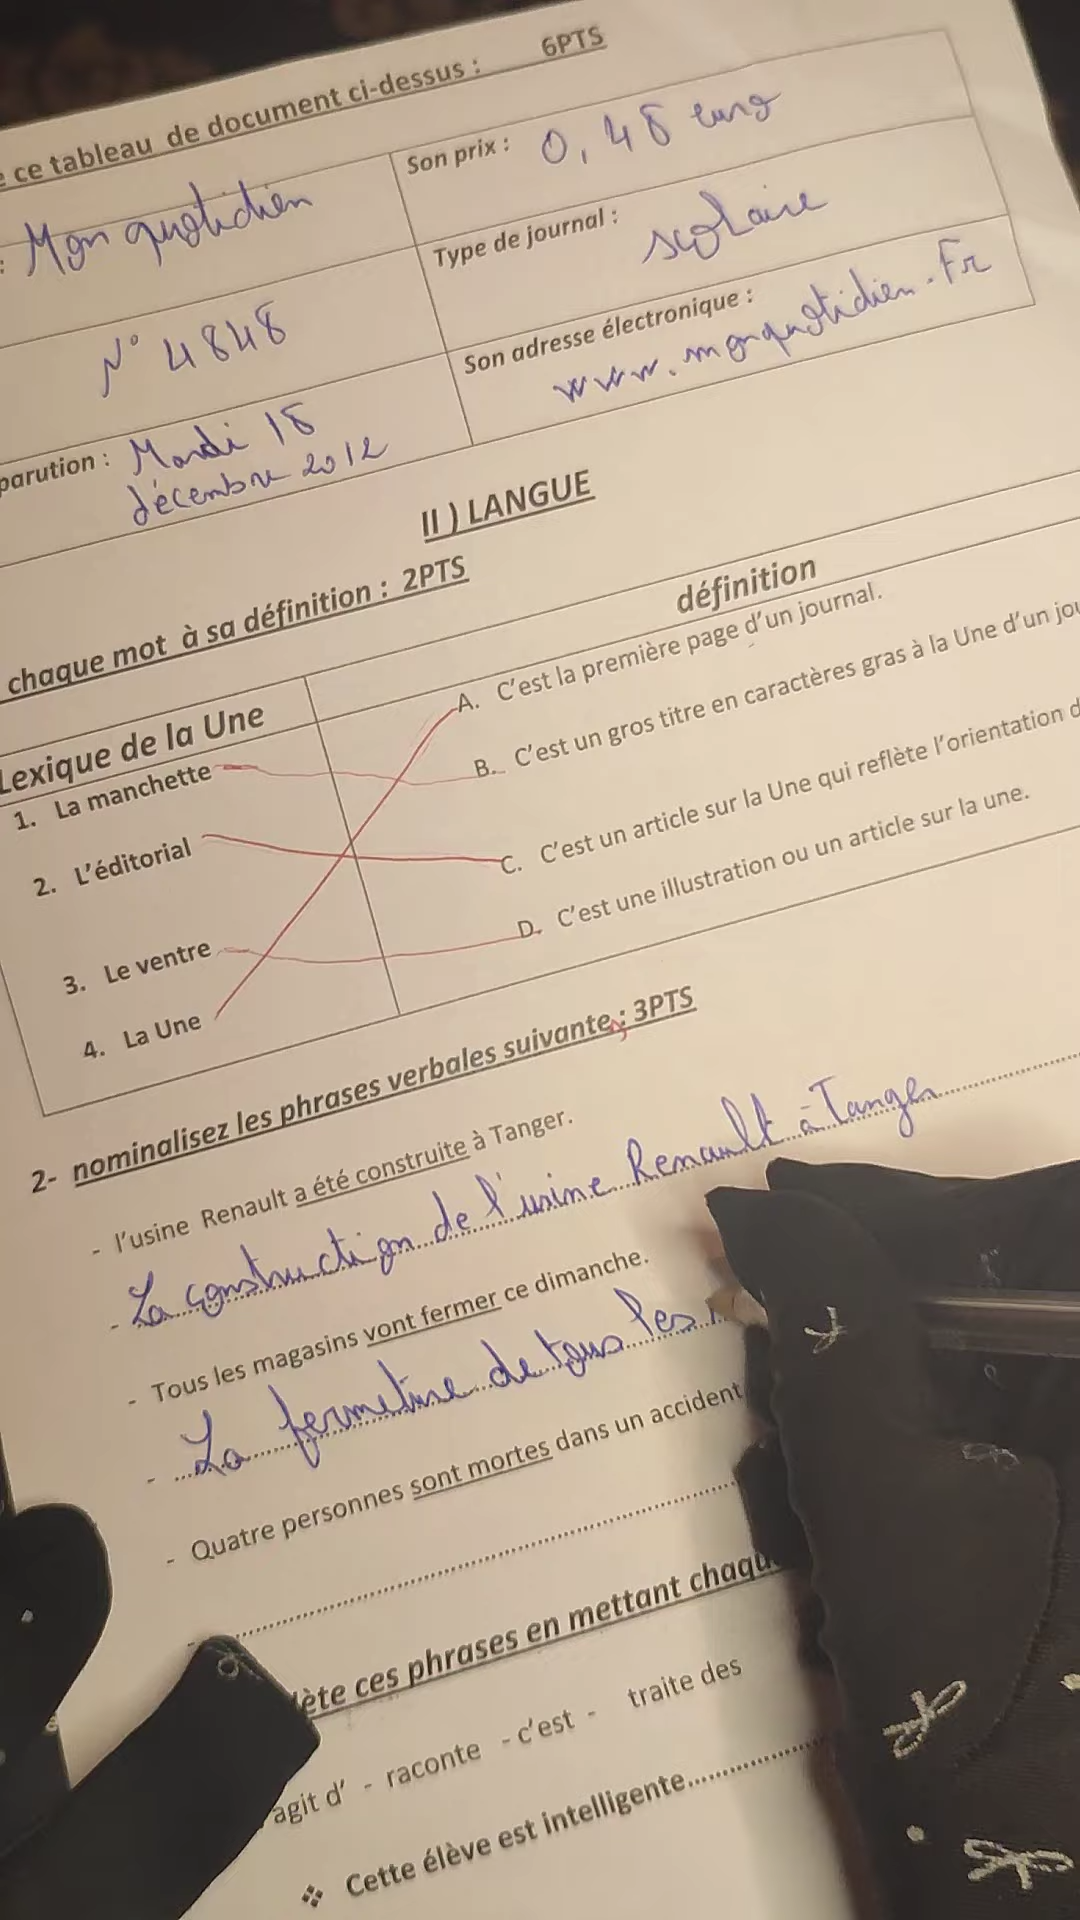 ce tableau de document ci-dessus : 6PTS
: Mon quotidien
Son prix : 0,48 euro
N° 4848
Type de journal : scolaire
parution : Mardi 18
décembre 2012
Son adresse électronique :
www.monquotidien.Fr
II ) LANGUE
chaque mot à sa définition : 2PTS
Lexique de la Une
définition
1. La manchette
A. C'est la première page d'un journal.
2. L'éditorial
B. C'est un gros titre en caractères gras à la Une d'un jou
3. Le ventre
C. C'est un article sur la Une qui reflète l'orientation d
4. La Une
D. C'est une illustration ou un article sur la une.
2- nominalisez les phrases verbales suivantes : 3PTS
- l'usine Renault a été construite à Tanger.
- La construction de l'usine Renault à Tanger
- Tous les magasins vont fermer ce dimanche.
- La fermeture de tous les
- Quatre personnes sont mortes dans un accident
ète ces phrases en mettant chaqu
agit d' - raconte - c'est - traite des
❖ Cette élève est intelligente